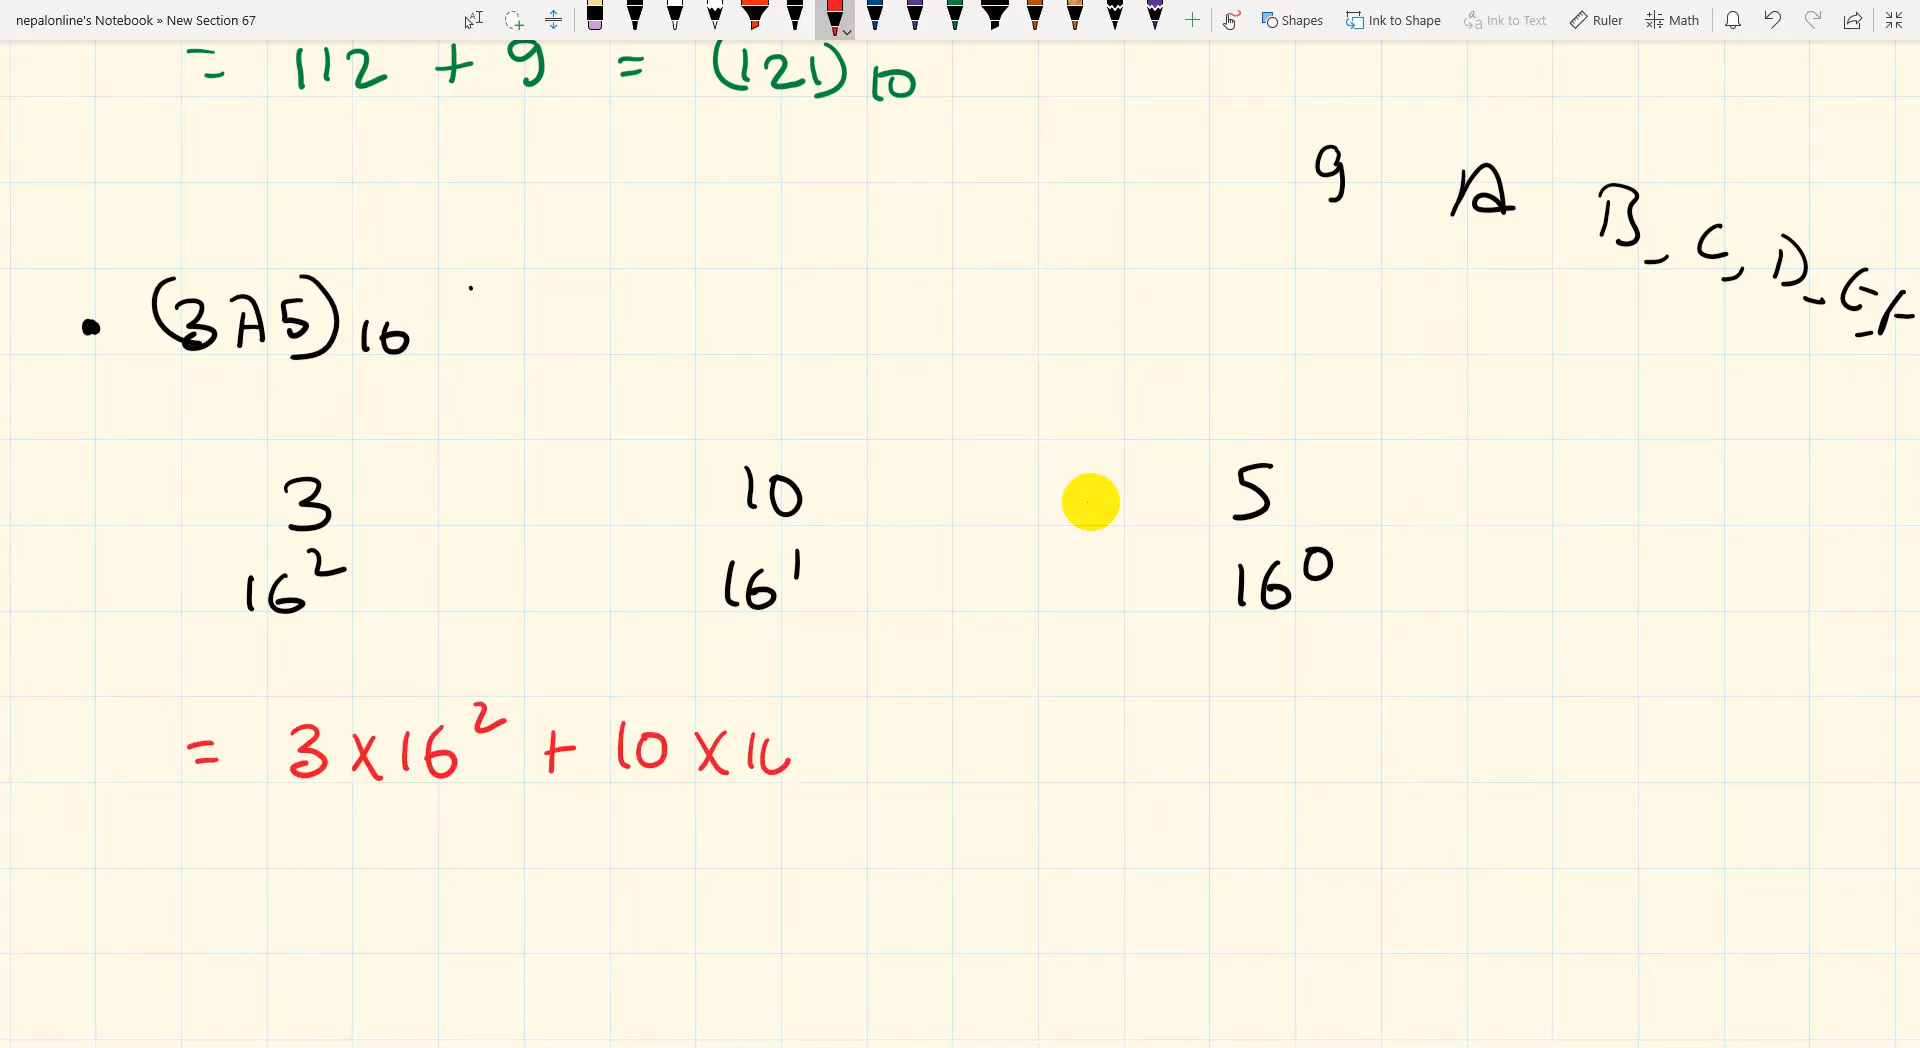 nepalonline's Notebook » New Section 67
Shapes Ink to Shape Ink to Text Ruler Math
= 112 + 9 = (121)₁₀
9 A B, C, D, E, F
• (3A5)₁₆
3 10 5
16² 16¹ 16⁰
= 3 × 16² + 10 × 16